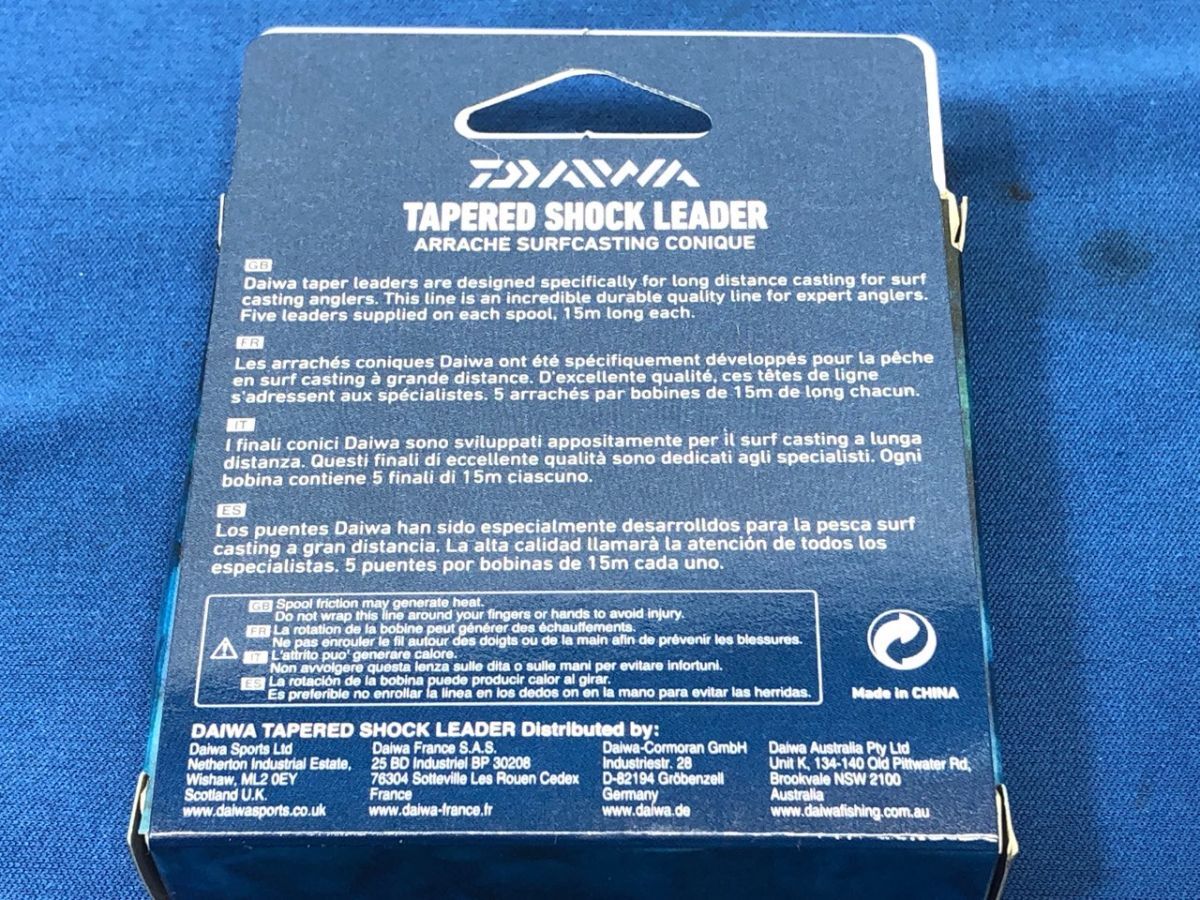 DAIWA
TAPERED SHOCK LEADER
ARRACHÉ SURFCASTING CONIQUE
GB
Daiwa taper leaders are designed specifically for long distance casting for surf
casting anglers. This line is an incredible durable quality line for expert anglers.
Five leaders supplied on each spool, 15m long each.
FR
Les arrachés coniques Daiwa ont été spécifiquement développés pour la pêche
en surf casting à grande distance. D'excellente qualité, ces têtes de ligne
s'adressent aux spécialistes. 5 arrachés par bobines de 15m de long chacun.
IT
I finali conici Daiwa sono sviluppati appositamente per il surf casting a lunga
distanza. Questi finali di eccellente qualità sono dedicati agli specialisti. Ogni
bobina contiene 5 finali di 15m ciascuno.
ES
Los puentes Daiwa han sido especialmente desarrolldos para la pesca surf
casting a gran distancia. La alta calidad llamarà la atención de todos los
especialistas. 5 puentes por bobinas de 15m cada uno.
GB Spool friction may generate heat.
Do not wrap this line around your fingers or hands to avoid injury.
FR La rotation de la bobine peut générer des échauffements.
Ne pas enrouler le fil autour des doigts ou de la main afin de prévenir les blessures.
IT L'attrito puo' generare calore.
Non avvolgere questa lenza sulle dita o sulle mani per evitare infortuni.
ES La rotación de la bobina puede producir calor al girar.
Es preferible no enrollar la linea en los dedos on en la mano para evitar las herridas.
Made in CHINA
DAIWA TAPERED SHOCK LEADER Distributed by:
Daiwa Sports Ltd
Netherton Industrial Estate,
Wishaw, ML2 0EY
Scotland U.K.
www.daiwasports.co.uk
Daiwa France S.A.S.
25 BD Industriel BP 30208
76304 Sotteville Les Rouen Cedex
France
www.daiwa-france.fr
Daiwa-Cormoran GmbH
Industriestr. 28
D-82194 Gröbenzell
Germany
www.daiwa.de
Daiwa Australia Pty Ltd
Unit K, 134-140 Old Pittwater Rd,
Brookvale NSW 2100
Australia
www.daiwafishing.com.au